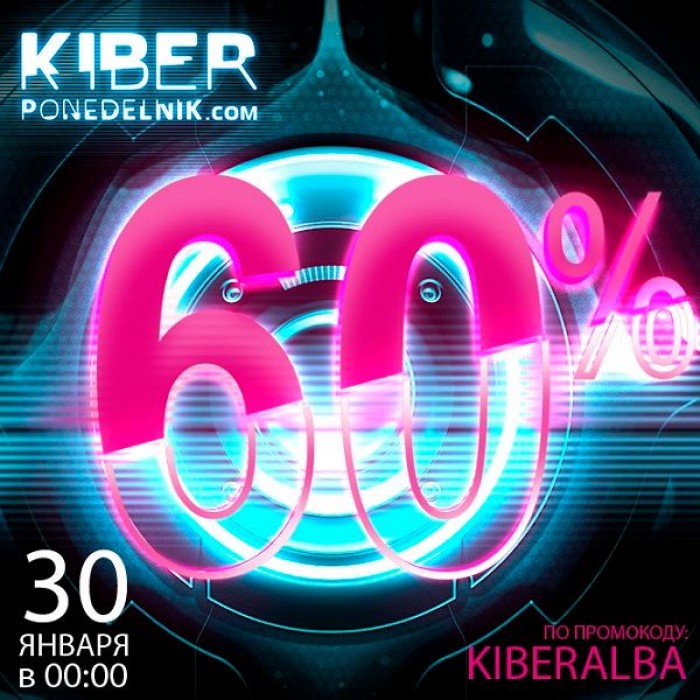 KIBER
PONEDELNIK.COM
60%
30
ЯНВАРЯ
в 00:00
ПО ПРОМОКОДУ:
KIBERALBA